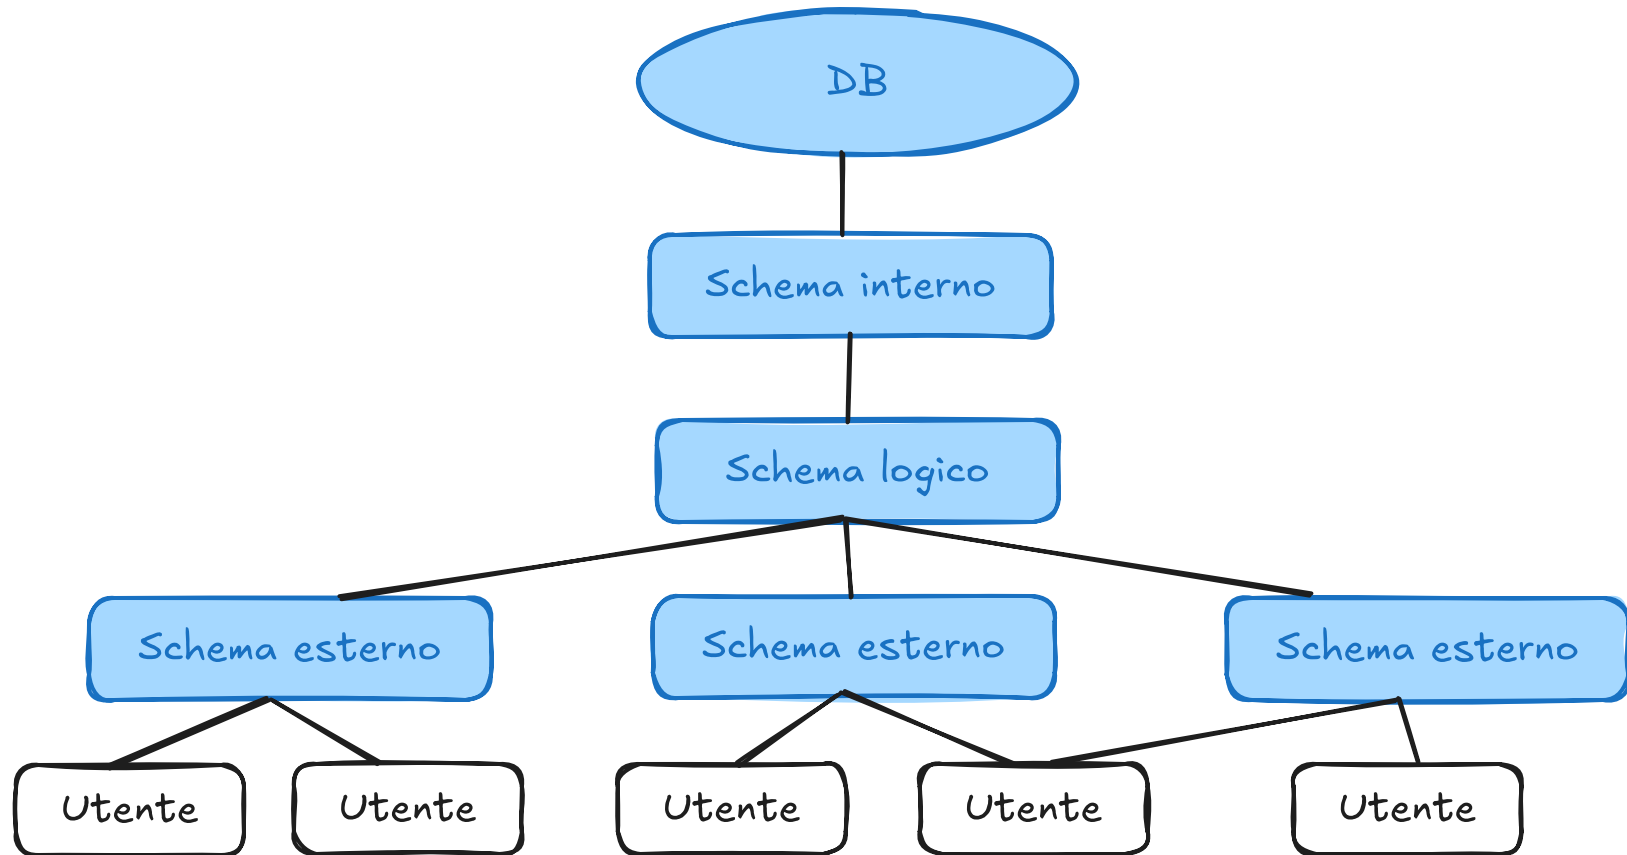 DB
Schema interno
Schema logico
Schema esterno
Schema esterno
Schema esterno
Utente
Utente
Utente
Utente
Utente